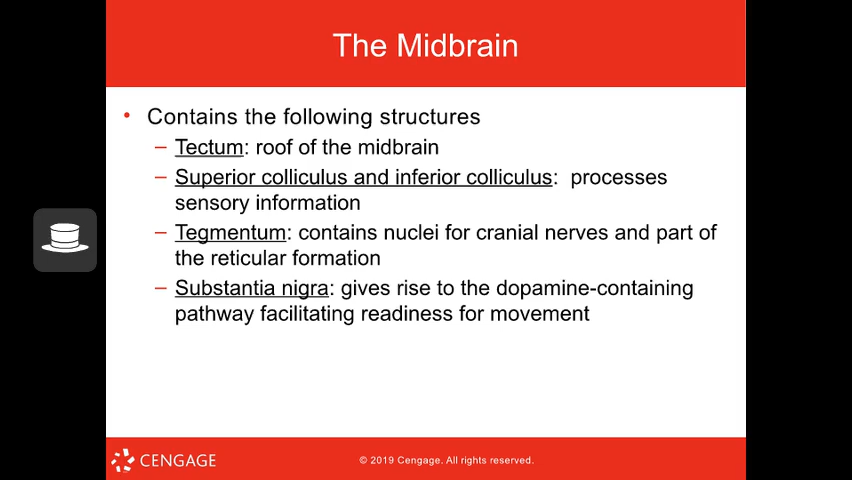 The Midbrain
• Contains the following structures
– Tectum: roof of the midbrain
– Superior colliculus and inferior colliculus:  processes
sensory information
– Tegmentum: contains nuclei for cranial nerves and part of
the reticular formation
– Substantia nigra: gives rise to the dopamine-containing
pathway facilitating readiness for movement
CENGAGE
© 2019 Cengage. All rights reserved.